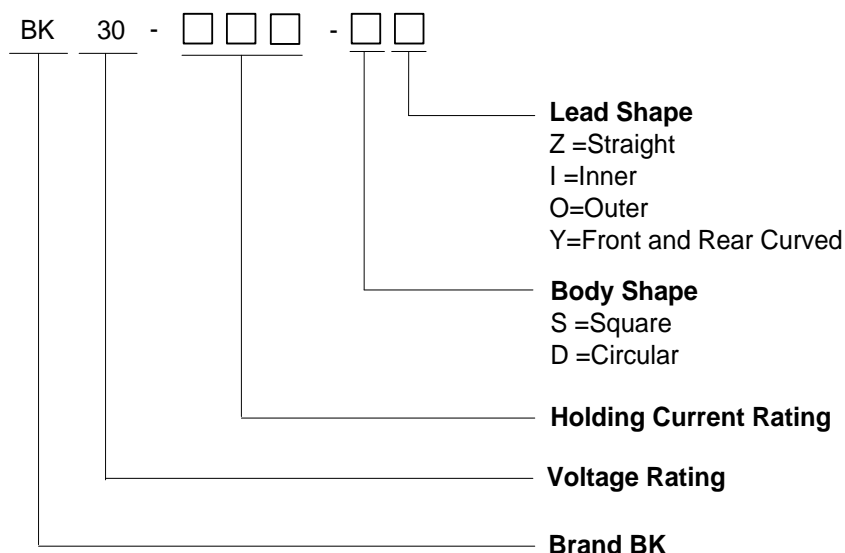 BK 30 - □□□ - □□
Lead Shape
Z =Straight
I =Inner
O=Outer
Y=Front and Rear Curved
Body Shape
S =Square
D =Circular
Holding Current Rating
Voltage Rating
Brand BK